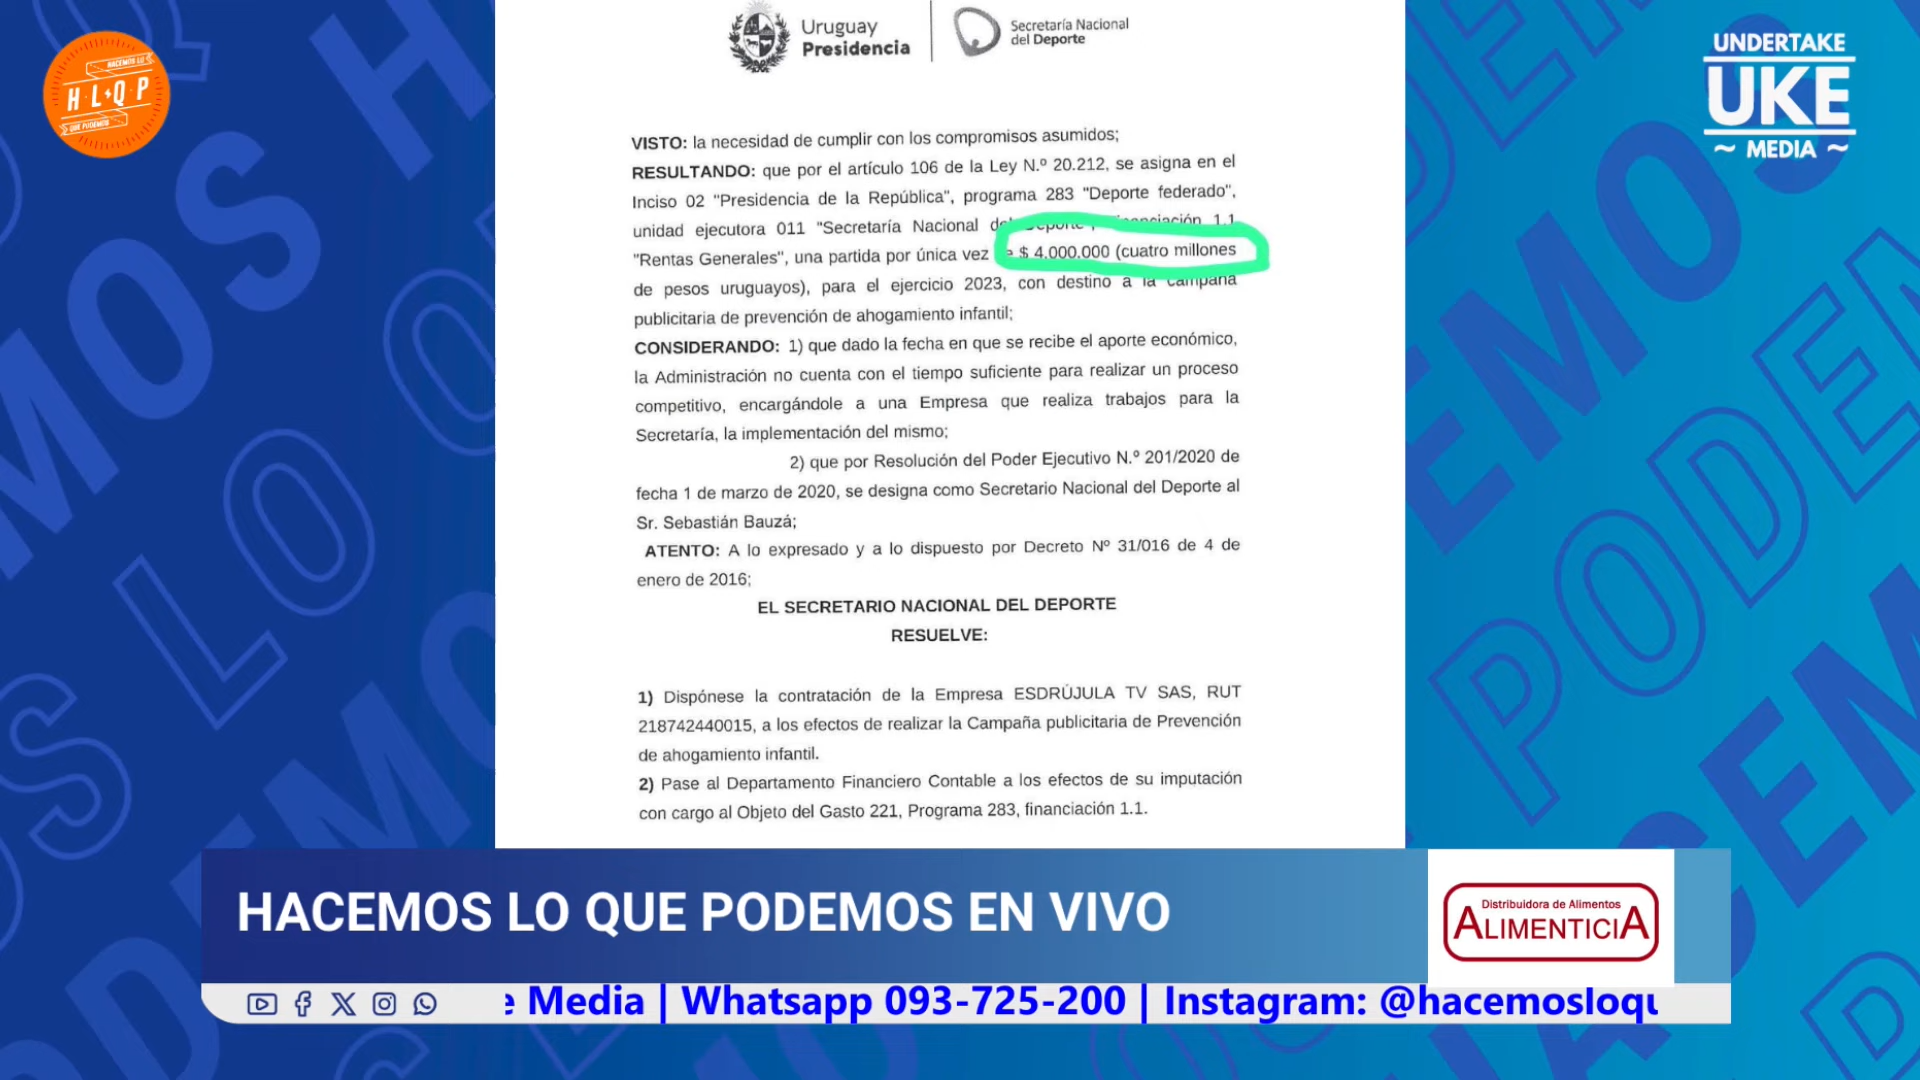 HACEMOS LO
H L Q P
QUE PODEMOS
Uruguay
Presidencia
Secretaría Nacional
del Deporte
UNDERTAKE
UKE
~ MEDIA ~
VISTO: la necesidad de cumplir con los compromisos asumidos;
RESULTANDO: que por el artículo 106 de la Ley N.º 20.212, se asigna en el
Inciso 02 "Presidencia de la República", programa 283 "Deporte federado",
unidad ejecutora 011 "Secretaría Nacional del Deporte", financiación 1.1
"Rentas Generales", una partida por única vez de $ 4.000.000 (cuatro millones
de pesos uruguayos), para el ejercicio 2023, con destino a la campaña
publicitaria de prevención de ahogamiento infantil;
CONSIDERANDO: 1) que dado la fecha en que se recibe el aporte económico,
la Administración no cuenta con el tiempo suficiente para realizar un proceso
competitivo, encargándole a una Empresa que realiza trabajos para la
Secretaría, la implementación del mismo;
2) que por Resolución del Poder Ejecutivo N.º 201/2020 de
fecha 1 de marzo de 2020, se designa como Secretario Nacional del Deporte al
Sr. Sebastián Bauzá;
ATENTO: A lo expresado y a lo dispuesto por Decreto Nº 31/016 de 4 de
enero de 2016;
EL SECRETARIO NACIONAL DEL DEPORTE
RESUELVE:
1) Dispónese la contratación de la Empresa ESDRÚJULA TV SAS, RUT
218742440015, a los efectos de realizar la Campaña publicitaria de Prevención
de ahogamiento infantil.
2) Pase al Departamento Financiero Contable a los efectos de su imputación
con cargo al Objeto del Gasto 221, Programa 283, financiación 1.1.
HACEMOS LO QUE PODEMOS EN VIVO
Distribuidora de Alimentos
ALIMENTICIA
e Media | Whatsapp 093-725-200 | Instagram: @hacemosloqu